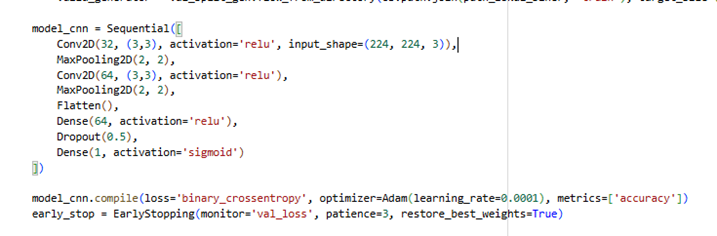 model_cnn = Sequential([
    Conv2D(32, (3,3), activation='relu', input_shape=(224, 224, 3)),
    MaxPooling2D(2, 2),
    Conv2D(64, (3,3), activation='relu'),
    MaxPooling2D(2, 2),
    Flatten(),
    Dense(64, activation='relu'),
    Dropout(0.5),
    Dense(1, activation='sigmoid')
])
model_cnn.compile(loss='binary_crossentropy', optimizer=Adam(learning_rate=0.0001), metrics=['accuracy'])
early_stop = EarlyStopping(monitor='val_loss', patience=3, restore_best_weights=True)